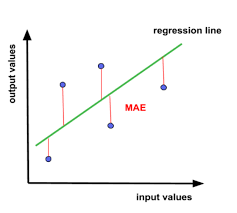 regression line
output values
MAE
input values